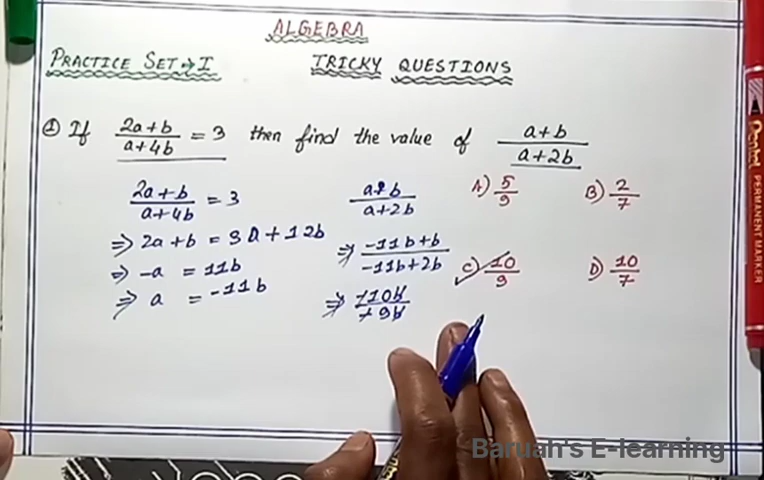 ALGEBRA
PRACTICE SET → I TRICKY QUESTIONS
① If (2a+b)/(a+4b) = 3 then find the value of (a+b)/(a+2b)
(2a+b)/(a+4b) = 3
⇒ 2a+b = 3a+12b
⇒ -a = 11b
⇒ a = -11b
(a+b)/(a+2b)
⇒ (-11b+b)/(-11b+2b)
⇒ (-10b)/(-9b)
A) 5/9 B) 2/7
C) 10/9 D) 10/7
Pentel PERMANENT MARKER
Baruah's E-learning